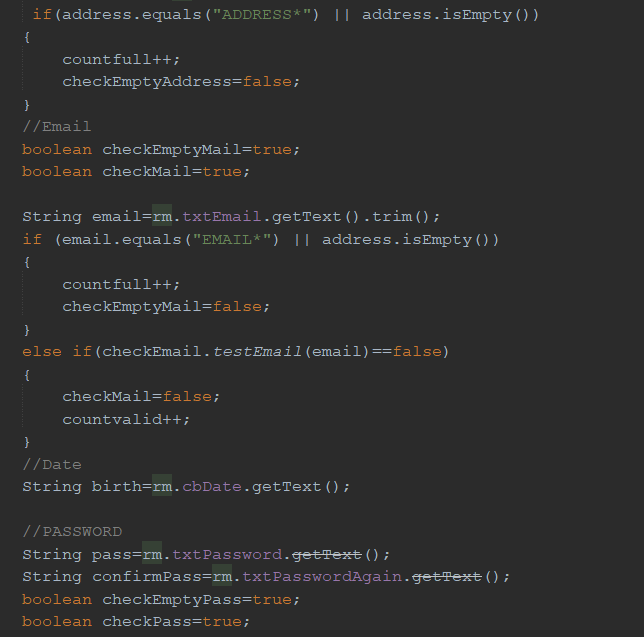 if(address.equals("ADDRESS*") || address.isEmpty())
{
countfull++;
checkEmptyAddress=false;
}
//Email
boolean checkEmptyMail=true;
boolean checkMail=true;
String email=rm.txtEmail.getText().trim();
if (email.equals("EMAIL*") || address.isEmpty())
{
countfull++;
checkEmptyMail=false;
}
else if(checkEmail.testEmail(email)==false)
{
checkMail=false;
countvalid++;
}
//Date
String birth=rm.cbDate.getText();
//PASSWORD
String pass=rm.txtPassword.getText();
String confirmPass=rm.txtPasswordAgain.getText();
boolean checkEmptyPass=true;
boolean checkPass=true;